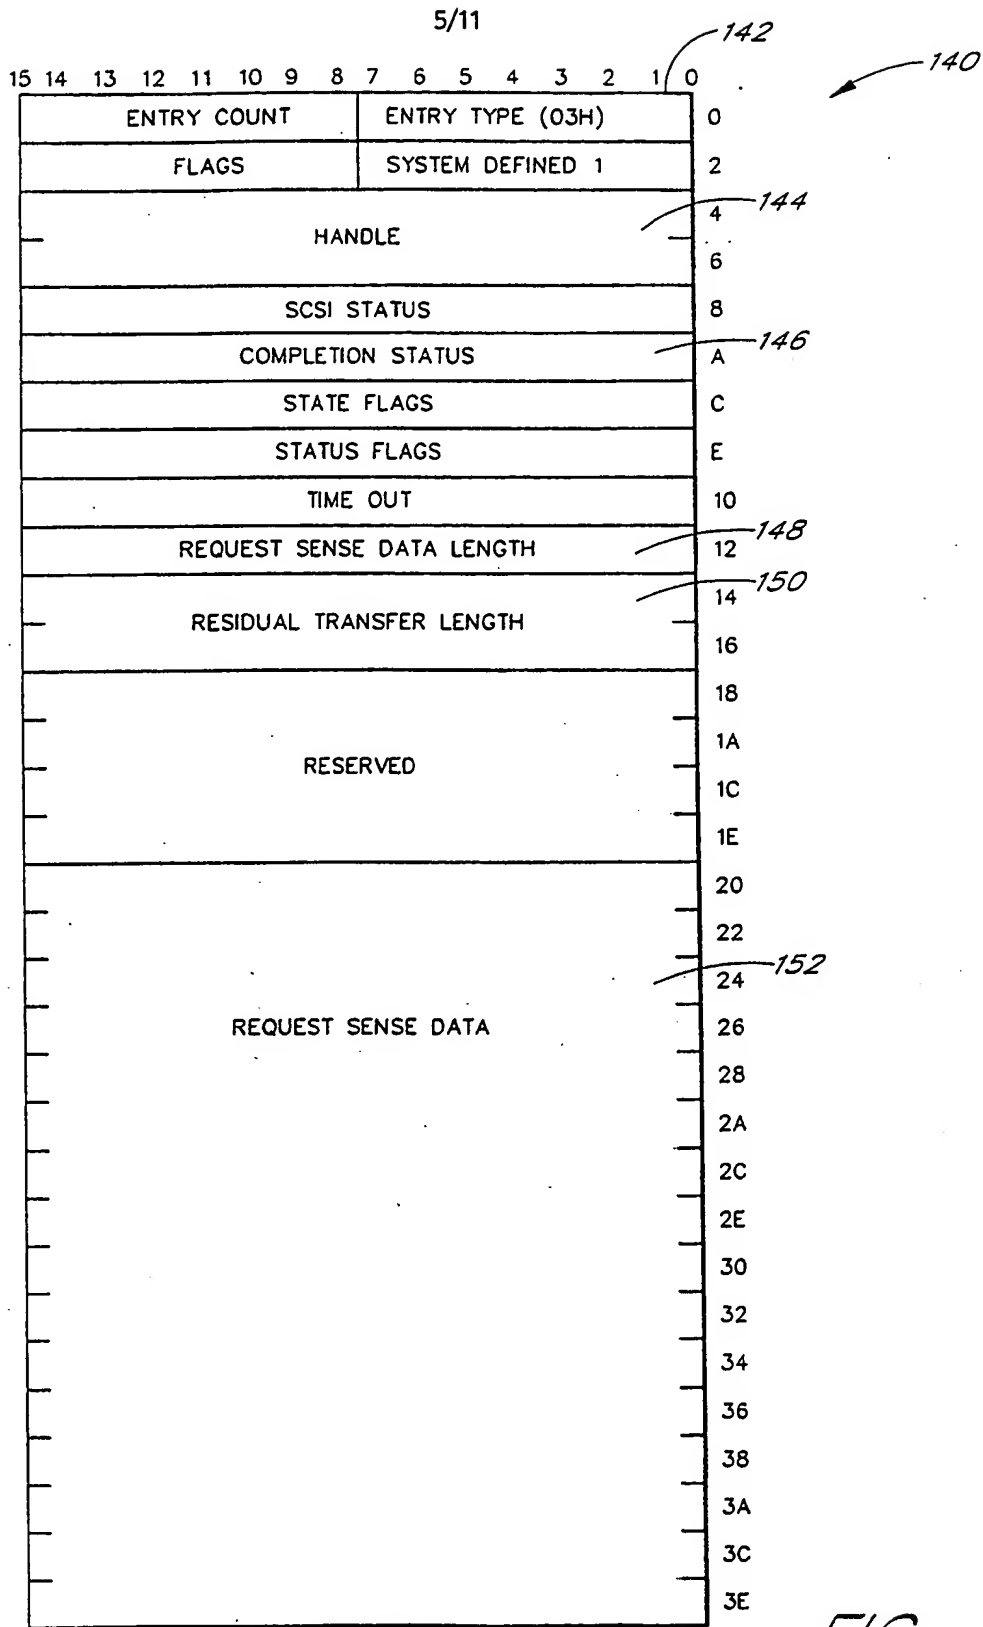 5/11
142
140
15 14 13 12 11 10 9 8 7 6 5 4 3 2 1 0
ENTRY COUNT ENTRY TYPE (03H) 0
FLAGS SYSTEM DEFINED 1 2
4 144
HANDLE
6
SCSI STATUS 8
COMPLETION STATUS A 146
STATE FLAGS C
STATUS FLAGS E
TIME OUT 10
REQUEST SENSE DATA LENGTH 12 148
14 150
RESIDUAL TRANSFER LENGTH
16
18
1A
RESERVED
1C
1E
20
22
24 152
REQUEST SENSE DATA 26
28
2A
2C
2E
30
32
34
36
38
3A
3C
3E